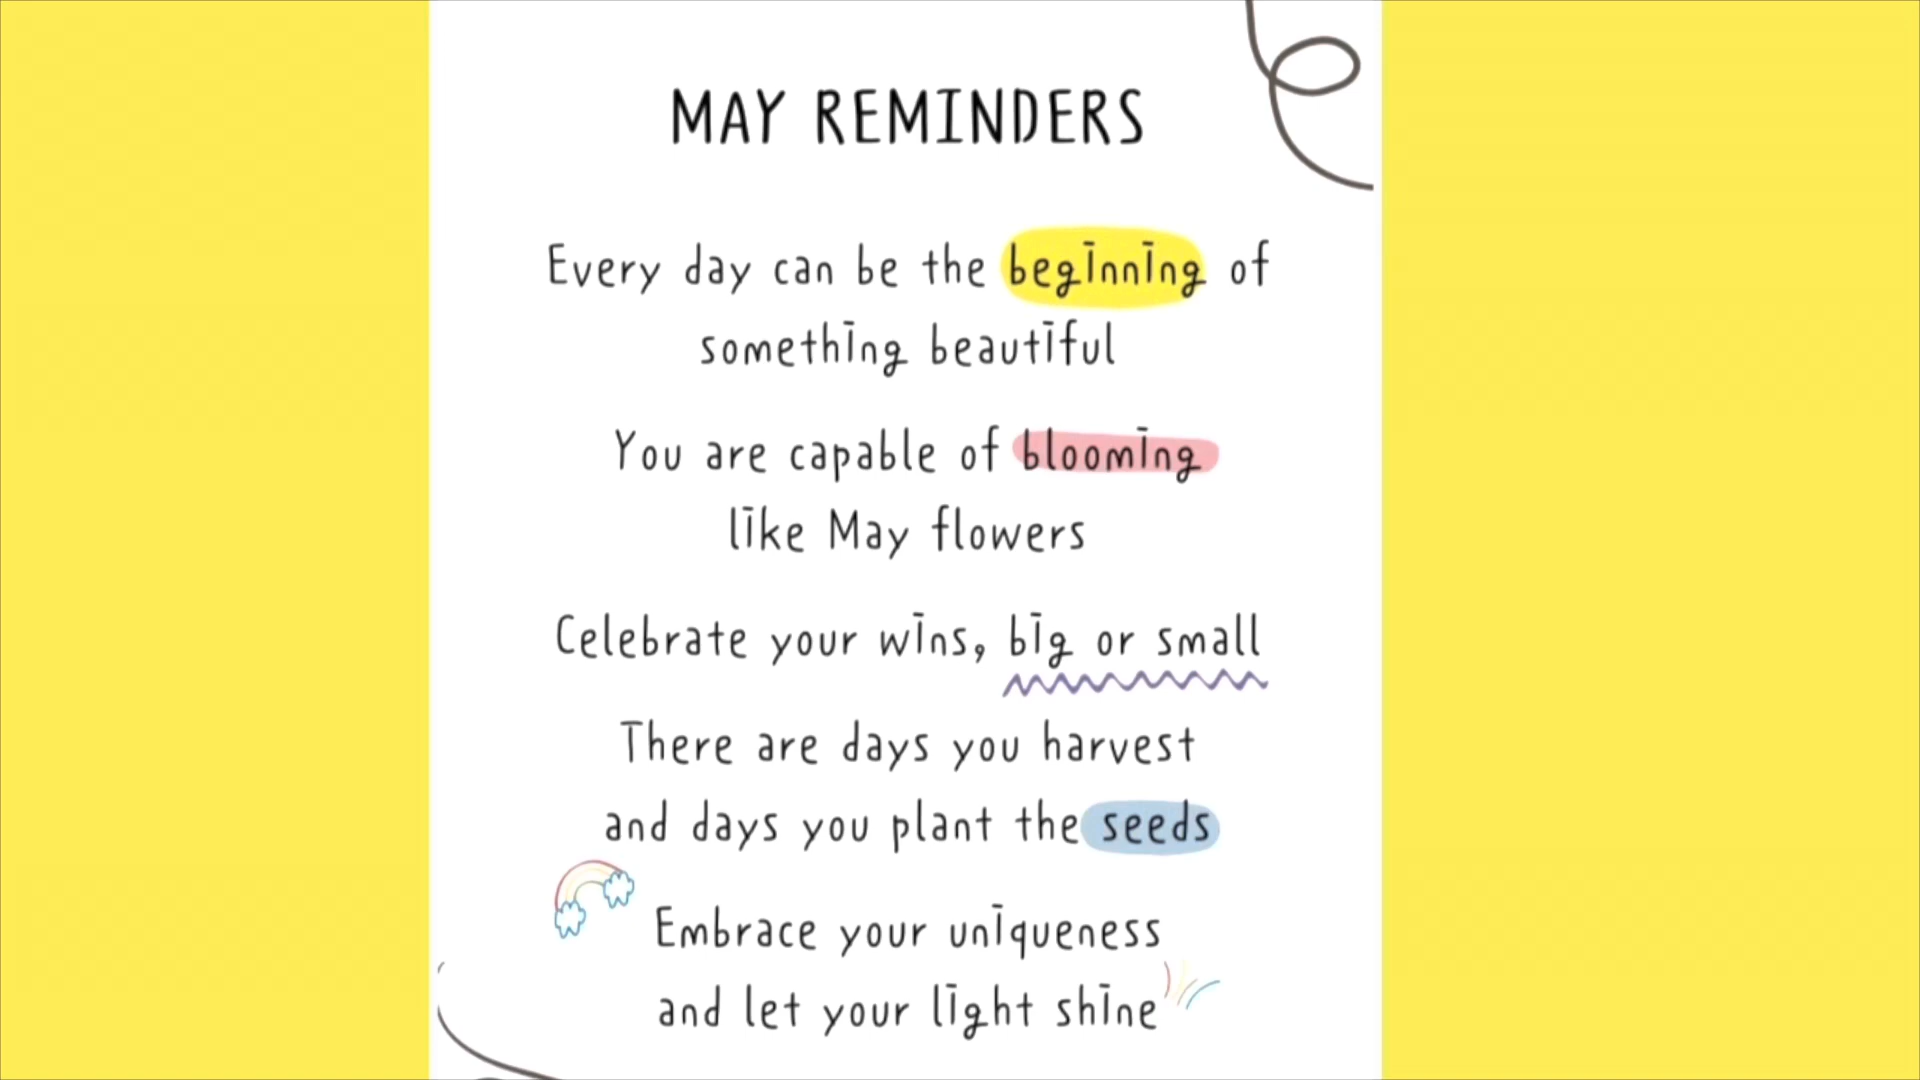 MAY REMINDERS
Every day can be the beginning of
something beautiful
You are capable of blooming
like May flowers
Celebrate your wins, big or small
There are days you harvest
and days you plant the seeds
Embrace your uniqueness
and let your light shine